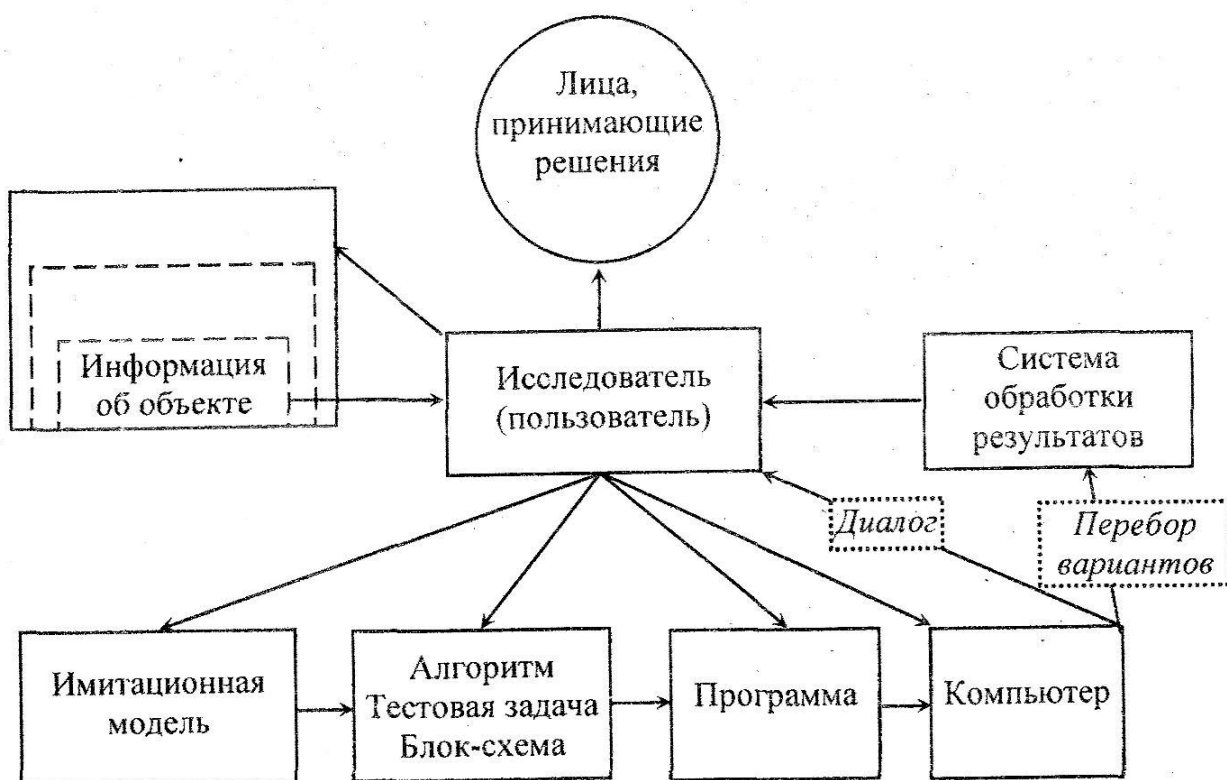 Лица,
принимающие
решения
Информация
об объекте
Исследователь
(пользователь)
Система
обработки
результатов
Диалог
Перебор
вариантов
Имитационная
модель
Алгоритм
Тестовая задача
Блок-схема
Программа
Компьютер